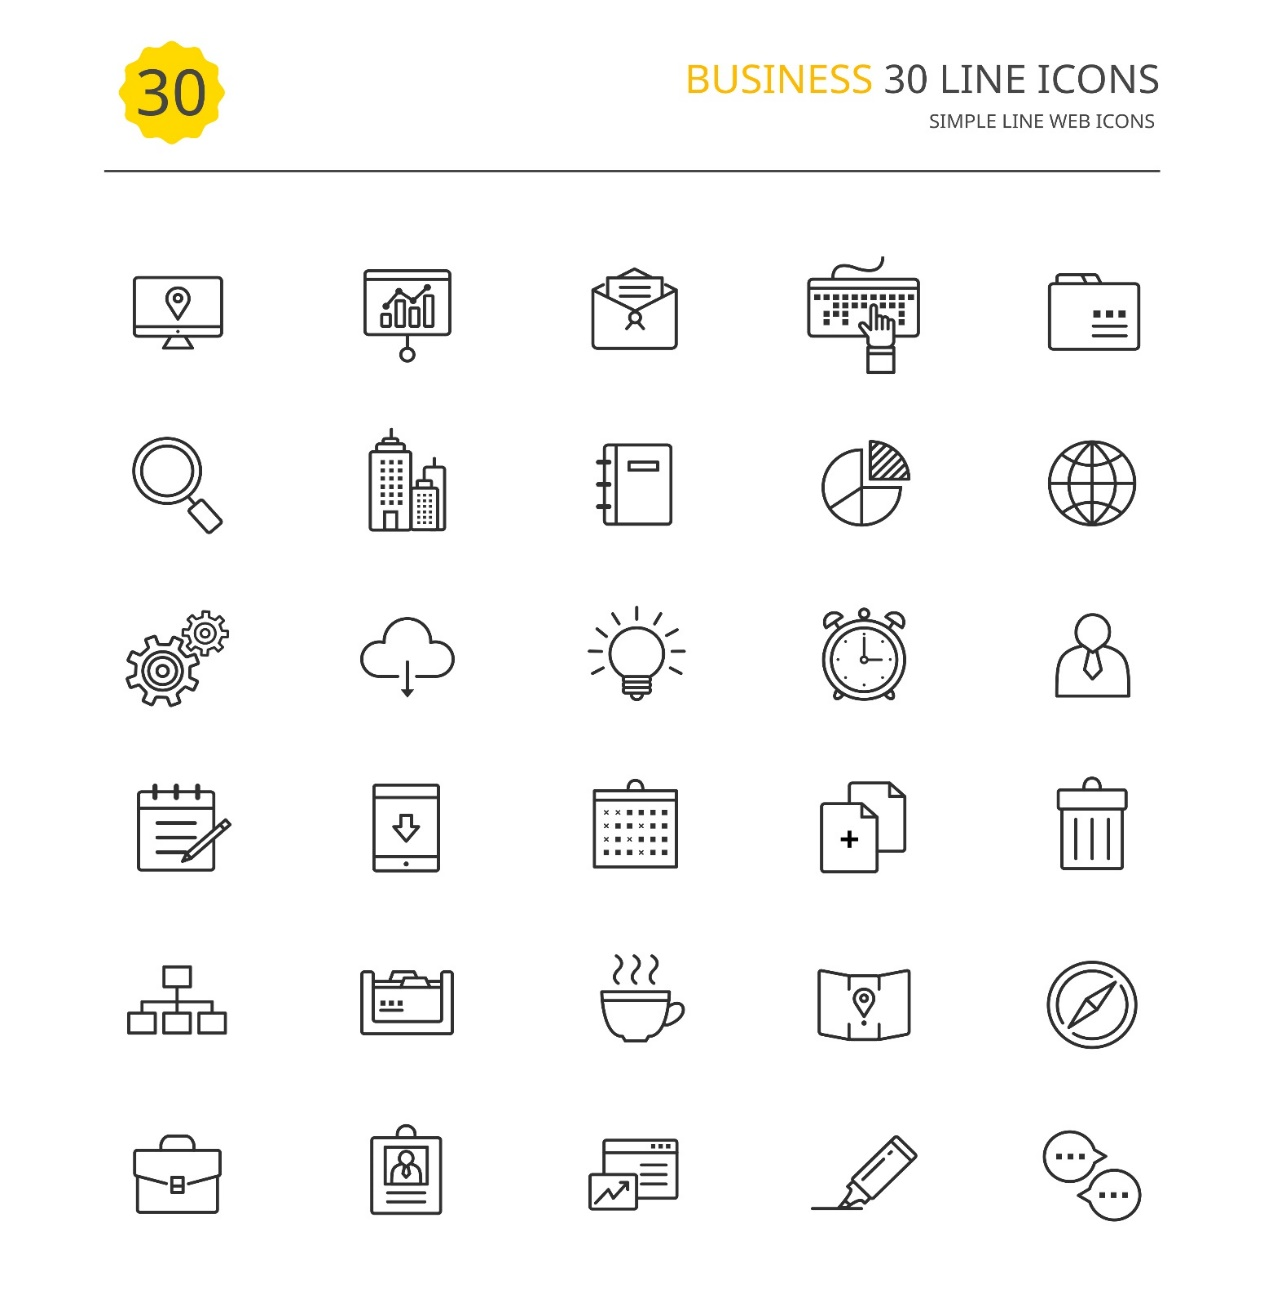 30
BUSINESS 30 LINE ICONS
SIMPLE LINE WEB ICONS